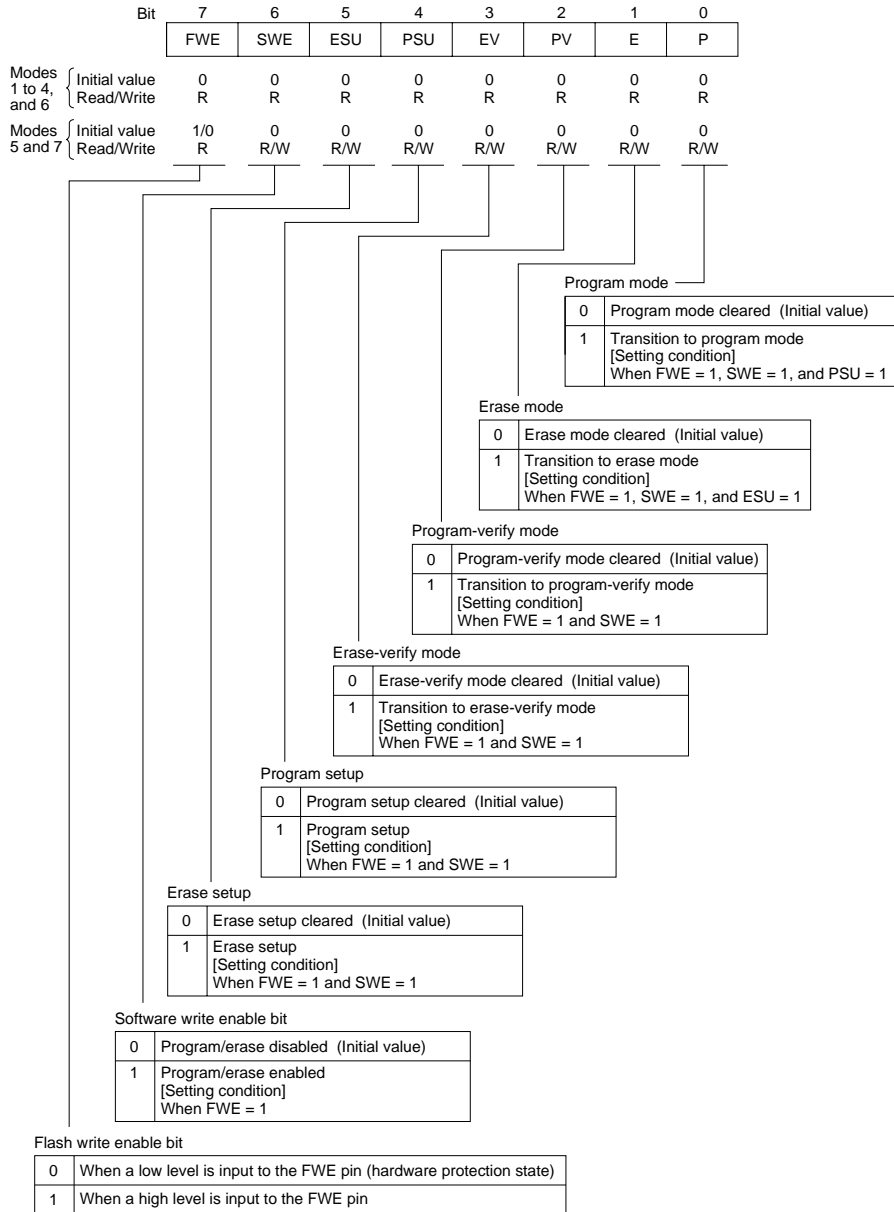 Bit 7 6 5 4 3 2 1 0
FWE SWE ESU PSU EV PV E P
Modes 1 to 4, and 6
Initial value 0 0 0 0 0 0 0 0
Read/Write R R R R R R R R
Modes 5 and 7
Initial value 1/0 0 0 0 0 0 0 0
Read/Write R R/W R/W R/W R/W R/W R/W R/W
Program mode
0 Program mode cleared (Initial value)
1 Transition to program mode
[Setting condition]
When FWE = 1, SWE = 1, and PSU = 1
Erase mode
0 Erase mode cleared (Initial value)
1 Transition to erase mode
[Setting condition]
When FWE = 1, SWE = 1, and ESU = 1
Program-verify mode
0 Program-verify mode cleared (Initial value)
1 Transition to program-verify mode
[Setting condition]
When FWE = 1 and SWE = 1
Erase-verify mode
0 Erase-verify mode cleared (Initial value)
1 Transition to erase-verify mode
[Setting condition]
When FWE = 1 and SWE = 1
Program setup
0 Program setup cleared (Initial value)
1 Program setup
[Setting condition]
When FWE = 1 and SWE = 1
Erase setup
0 Erase setup cleared (Initial value)
1 Erase setup
[Setting condition]
When FWE = 1 and SWE = 1
Software write enable bit
0 Program/erase disabled (Initial value)
1 Program/erase enabled
[Setting condition]
When FWE = 1
Flash write enable bit
0 When a low level is input to the FWE pin (hardware protection state)
1 When a high level is input to the FWE pin